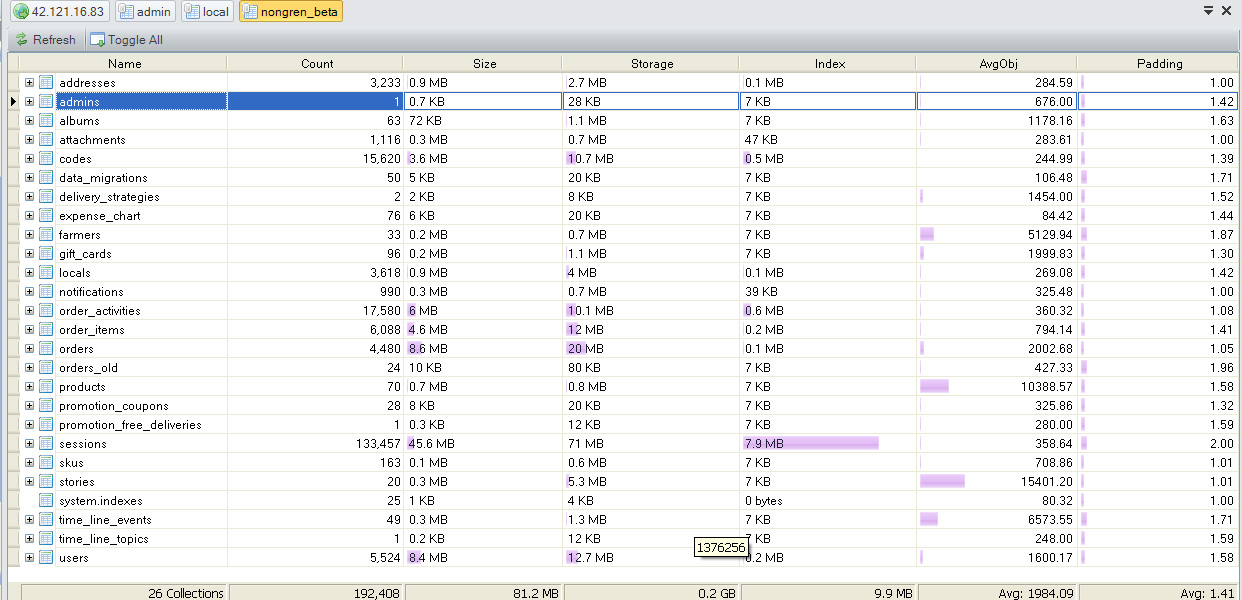 42.121.16.83 admin local nongren_beta
Refresh Toggle All
Name Count Size Storage Index AvgObj Padding
addresses 3,233 0.9 MB 2.7 MB 0.1 MB 284.59 1.00
admins 1 0.7 KB 28 KB 7 KB 676.00 1.42
albums 63 72 KB 1.1 MB 7 KB 1178.16 1.63
attachments 1,116 0.3 MB 0.7 MB 47 KB 283.61 1.00
codes 15,620 3.6 MB 10.7 MB 0.5 MB 244.99 1.39
data_migrations 50 5 KB 20 KB 7 KB 106.48 1.71
delivery_strategies 2 2 KB 8 KB 7 KB 1454.00 1.52
expense_chart 76 6 KB 20 KB 7 KB 84.42 1.44
farmers 33 0.2 MB 0.7 MB 7 KB 5129.94 1.87
gift_cards 96 0.2 MB 1.1 MB 7 KB 1999.83 1.30
locals 3,618 0.9 MB 4 MB 0.1 MB 269.08 1.42
notifications 990 0.3 MB 0.7 MB 39 KB 325.48 1.00
order_activities 17,580 6 MB 10.1 MB 0.6 MB 360.32 1.08
order_items 6,088 4.6 MB 12 MB 0.2 MB 794.14 1.41
orders 4,480 8.6 MB 20 MB 0.1 MB 2002.68 1.05
orders_old 24 10 KB 80 KB 7 KB 427.33 1.96
products 70 0.7 MB 0.8 MB 7 KB 10388.57 1.58
promotion_coupons 28 8 KB 20 KB 7 KB 325.86 1.32
promotion_free_deliveries 1 0.3 KB 12 KB 7 KB 280.00 1.59
sessions 133,457 45.6 MB 71 MB 7.9 MB 358.64 2.00
skus 163 0.1 MB 0.6 MB 7 KB 708.86 1.01
stories 20 0.3 MB 5.3 MB 7 KB 15401.20 1.01
system.indexes 25 1 KB 4 KB 0 bytes 80.32 1.00
time_line_events 49 0.3 MB 1.3 MB 7 KB 6573.55 1.71
time_line_topics 1 0.2 KB 12 KB 7 KB 248.00 1.59
1376256
users 5,524 8.4 MB 12.7 MB 0.2 MB 1600.17 1.58
26 Collections 192,408 81.2 MB 0.2 GB 9.9 MB Avg: 1984.09 Avg: 1.41